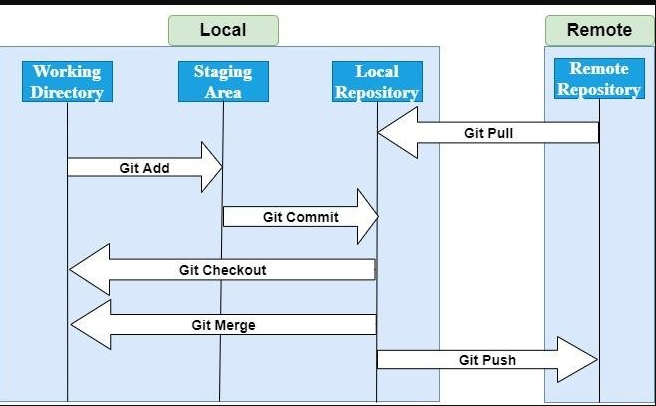 Local
Remote
Working
Directory
Staging
Area
Local
Repository
Remote
Repository
Git Pull
Git Add
Git Commit
Git Checkout
Git Merge
Git Push